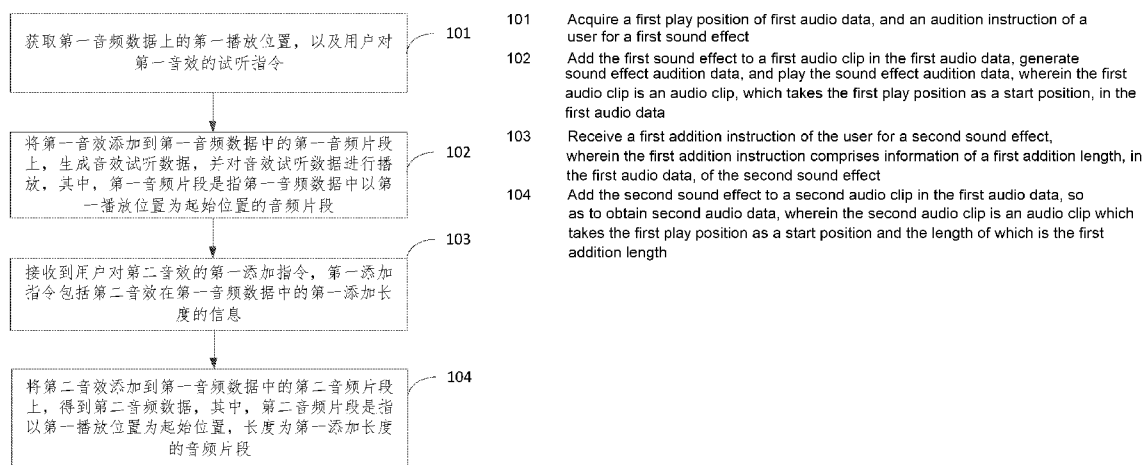 获取第一音频数据上的第一播放位置，以及用户对
第一音效的试听指令
101
将第一音效添加到第一音频数据中的第一音频片段
上，生成音效试听数据，并对音效试听数据进行播
放，其中，第一音频片段是指第一音频数据中以第
一播放位置为起始位置的音频片段
102
接收到用户对第二音效的第一添加指令，第一添加
指令包括第二音效在第一音频数据中的第一添加长
度的信息
103
将第二音效添加到第一音频数据中的第二音频片段
上，得到第二音频数据，其中，第二音频片段是指
以第一播放位置为起始位置，长度为第一添加长度
的音频片段
104
101 Acquire a first play position of first audio data, and an audition instruction of a
user for a first sound effect
102 Add the first sound effect to a first audio clip in the first audio data, generate
sound effect audition data, and play the sound effect audition data, wherein the first
audio clip is an audio clip, which takes the first play position as a start position, in the
first audio data
103 Receive a first addition instruction of the user for a second sound effect,
wherein the first addition instruction comprises information of a first addition length, in
the first audio data, of the second sound effect
104 Add the second sound effect to a second audio clip in the first audio data, so
as to obtain second audio data, wherein the second audio clip is an audio clip which
takes the first play position as a start position and the length of which is the first
addition length